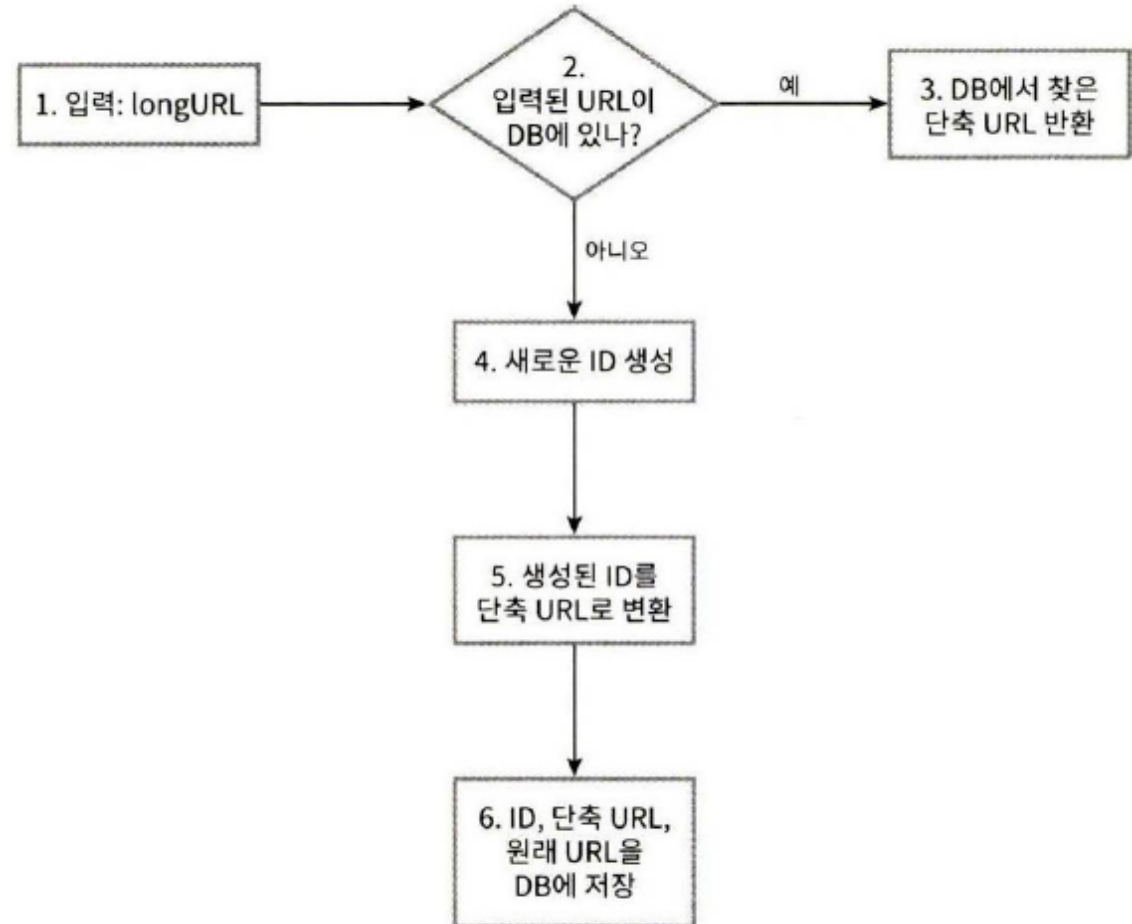 1. 입력: longURL
2.
입력된 URL이
DB에 있나?
예
3. DB에서 찾은
단축 URL 반환
아니오
4. 새로운 ID 생성
5. 생성된 ID를
단축 URL로 변환
6. ID, 단축 URL,
원래 URL을
DB에 저장